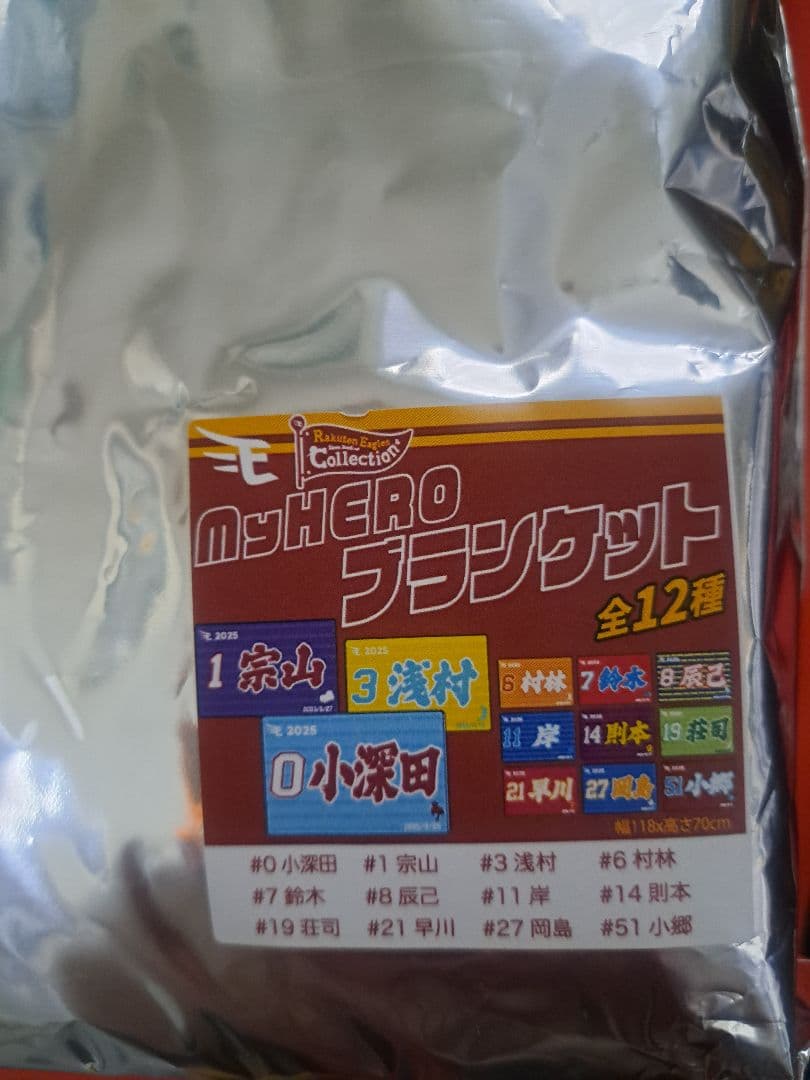 Rakuten Eagles
Collection
MyHERO
ブランケット
全12種
2025
1 宗山
2025
3 浅村
2025
0 小深田
6 村林
7 鈴木
8 辰己
11 岸
14 則本
19 荘司
21 早川
27 岡島
51 小郷
幅118x高さ70cm
#0 小深田 #1 宗山 #3 浅村 #6 村林
#7 鈴木 #8 辰己 #11 岸 #14 則本
#19 荘司 #21 早川 #27 岡島 #51 小郷